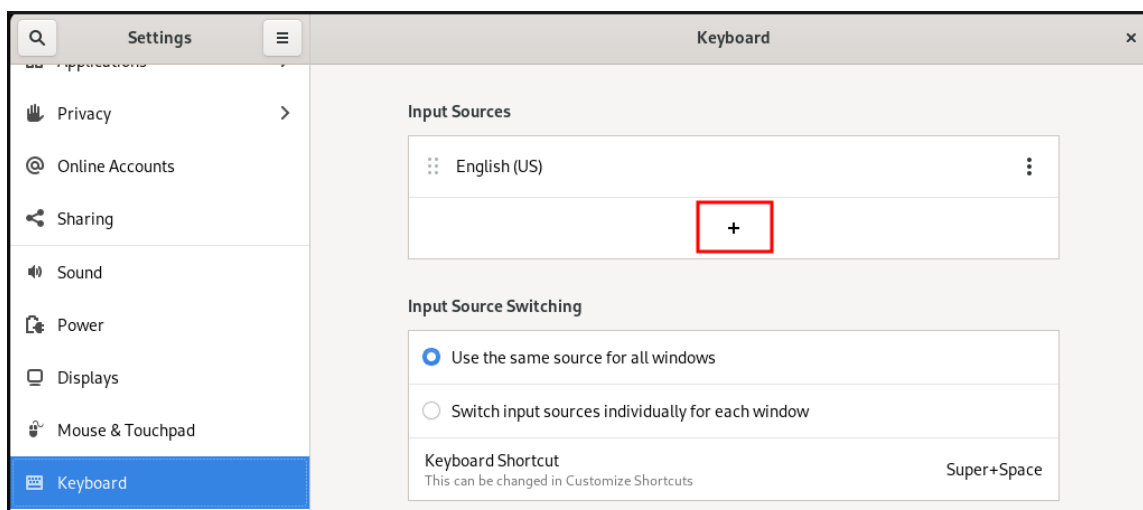 Settings
Keyboard
Applications
Privacy
Online Accounts
Sharing
Sound
Power
Displays
Mouse & Touchpad
Keyboard
Input Sources
English (US)
+
Input Source Switching
Use the same source for all windows
Switch input sources individually for each window
Keyboard Shortcut
This can be changed in Customize Shortcuts
Super+Space